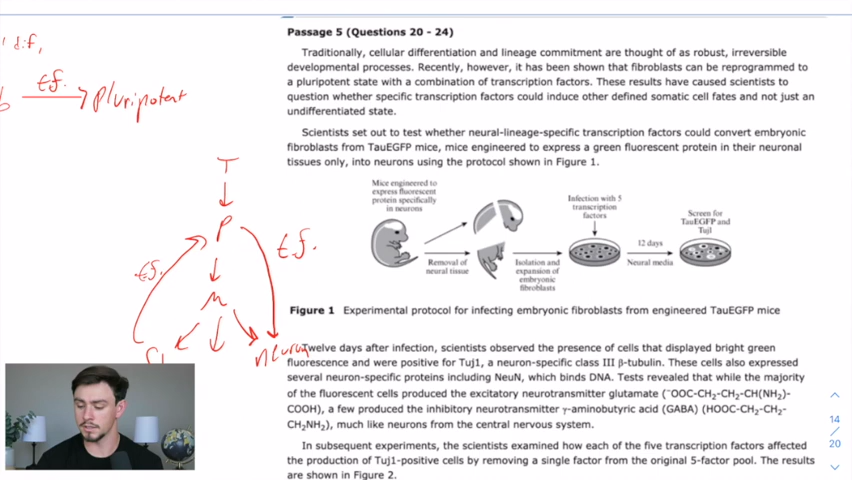 dif,
t.f.
pluripotent
T
P
t.f.
t.f.
M
neuron
Passage 5 (Questions 20 - 24)
Traditionally, cellular differentiation and lineage commitment are thought of as robust, irreversible
developmental processes. Recently, however, it has been shown that fibroblasts can be reprogrammed to
a pluripotent state with a combination of transcription factors. These results have caused scientists to
question whether specific transcription factors could induce other defined somatic cell fates and not just an
undifferentiated state.
Scientists set out to test whether neural-lineage-specific transcription factors could convert embryonic
fibroblasts from TauEGFP mice, mice engineered to express a green fluorescent protein in their neuronal
tissues only, into neurons using the protocol shown in Figure 1.
Mice engineered to
express fluorescent
protein specifically
in neurons
Removal of
neural tissue
Isolation and
expansion of
embryonic
fibroblasts
Infection with 5
transcription
factors
12 days
Neural media
Screen for
TauEGFP and
Tuj1
Figure 1 Experimental protocol for infecting embryonic fibroblasts from engineered TauEGFP mice
Twelve days after infection, scientists observed the presence of cells that displayed bright green
fluorescence and were positive for Tuj1, a neuron-specific class III β-tubulin. These cells also expressed
several neuron-specific proteins including NeuN, which binds DNA. Tests revealed that while the majority
of the fluorescent cells produced the excitatory neurotransmitter glutamate (⁻OOC-CH₂-CH₂-CH(NH₂)-
COOH), a few produced the inhibitory neurotransmitter γ-aminobutyric acid (GABA) (HOOC-CH₂-CH₂-
CH₂NH₂), much like neurons from the central nervous system.
In subsequent experiments, the scientists examined how each of the five transcription factors affected
the production of Tuj1-positive cells by removing a single factor from the original 5-factor pool. The results
are shown in Figure 2.
14
/
20